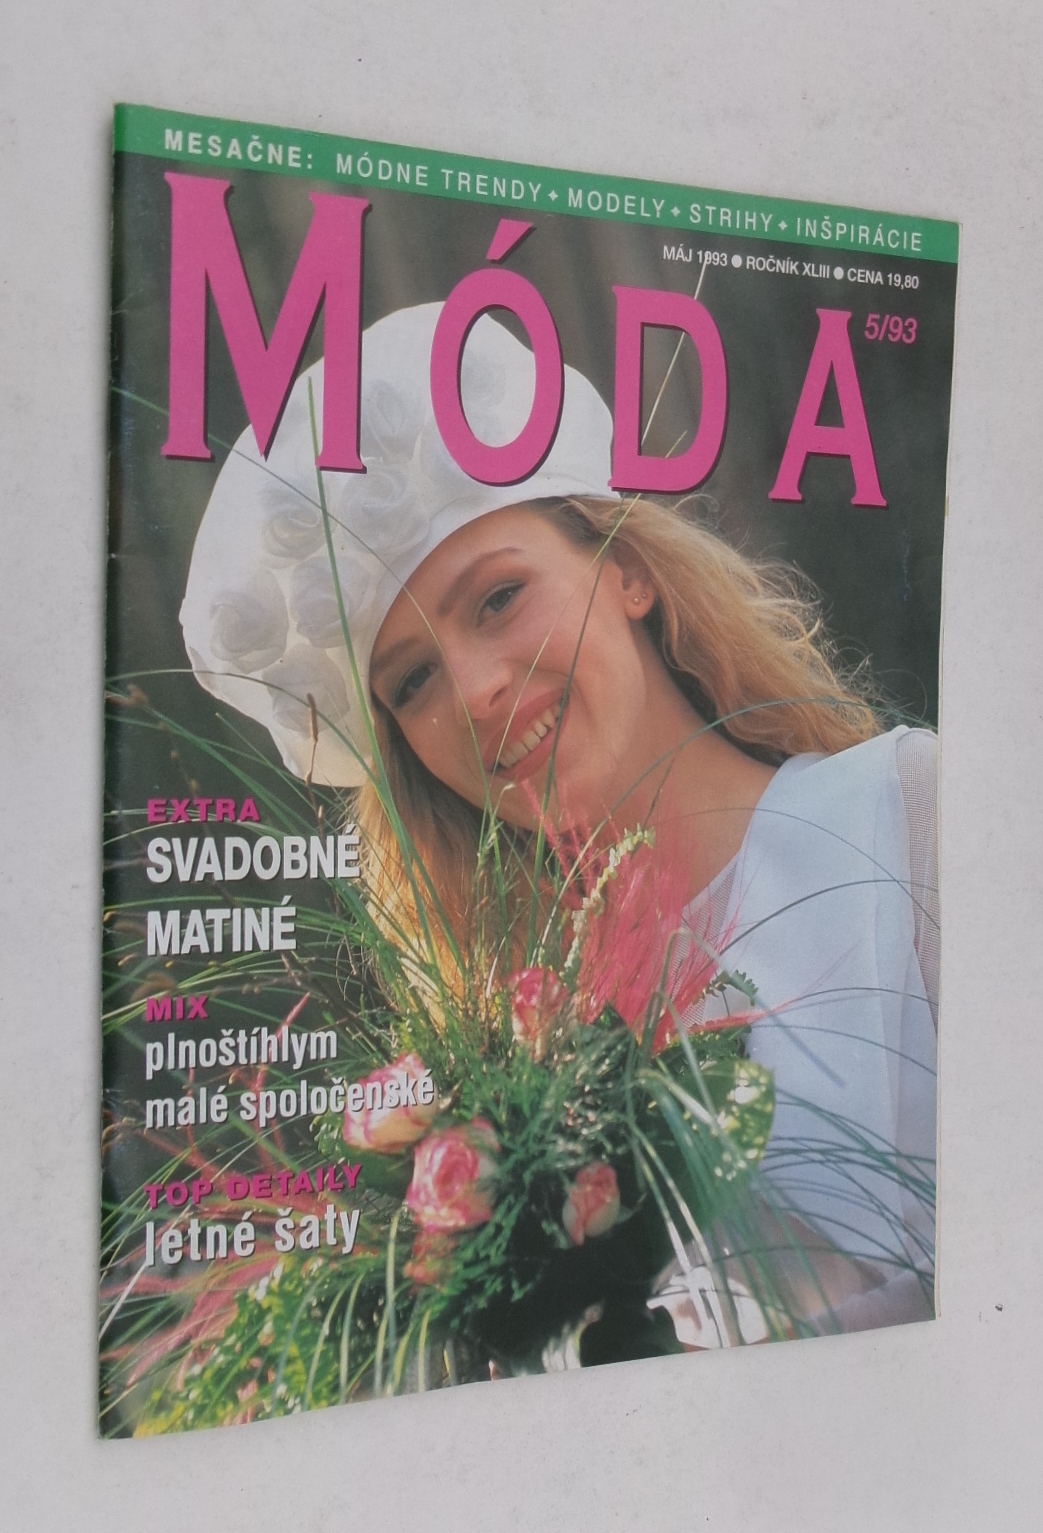 MESAČNE: MÓDNE TRENDY ✦ MODELY ✦ STRIHY ✦ INŠPIRÁCIE
MÁJ 1993 ● ROČNÍK XLIII ● CENA 19,80
MÓDA
5/93
EXTRA
SVADOBNÉ
MATINÉ
MIX
plnoštíhlym
malé spoločenské
TOP DETAILY
letné šaty